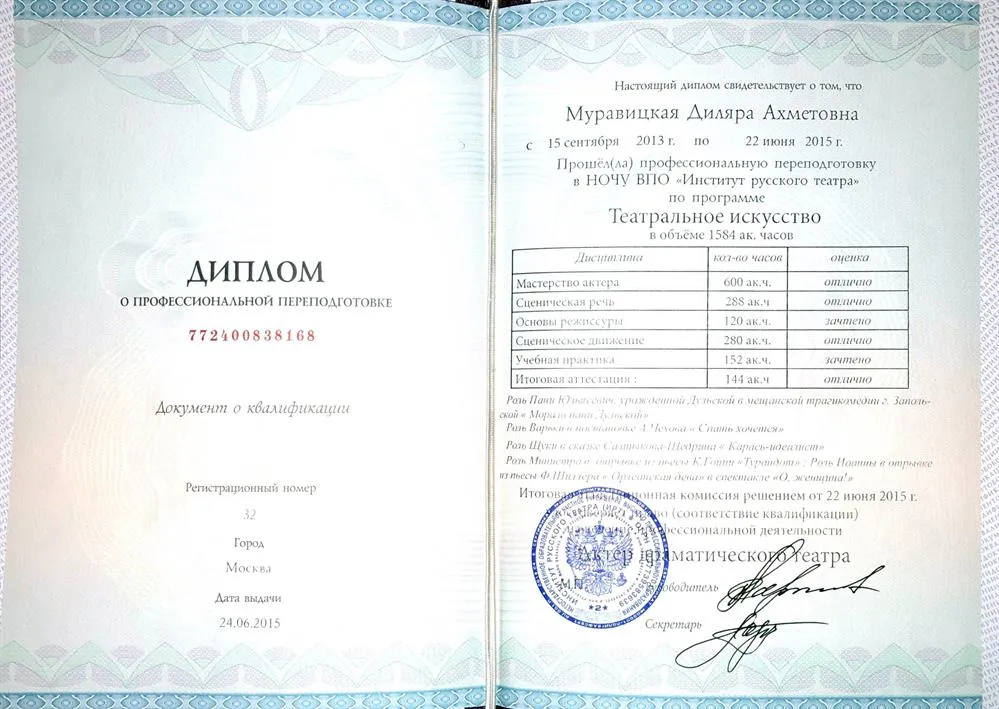 ДИПЛОМ
О ПРОФЕССИОНАЛЬНОЙ ПЕРЕПОДГОТОВКЕ
772400838168
Документ о квалификации
Регистрационный номер
32
Город
Москва
Дата выдачи
24.06.2015
Настоящий диплом свидетельствует о том, что
Муравицкая Диляра Ахметовна
с 15 сентября 2013 г. по 22 июня 2015 г.
Прошёл(ла) профессиональную переподготовку
в НОЧУ ВПО «Институт русского театра»
по программе
Театральное искусство
в объёме 1584 ак. часов
Дисциплина кол-во часов оценка
Мастерство актера 600 ак.ч. отлично
Сценическая речь 288 ак.ч отлично
Основы режиссуры 120 ак.ч. зачтено
Сценическое движение 280 ак.ч. отлично
Учебная практика 152 ак.ч. зачтено
Итоговая аттестация : 144 ак.ч отлично
Роль Пани Юльясевич, урожденной Дульской в мещанской трагикомедии г. Заполь-
ской « Мораль пани Дульской»
Роль Варьки в постановке А.Чехова « Спать хочется»
Роль Щуки в сказке Салтыкова-Щедрина « Карась-идеалист»
Роль Министра в отрывке из пьесы К.Гоцци «Турандот» ; Роль Иоанны в отрывке
из пьесы Ф.Шиллера « Орлеанская дева» в спектакле «О, женщина!»
комиссия решением от 22 июня 2015 г.
(соответствие квалификации)
деятельности
Актер драматического театра
М.П.
Секретарь